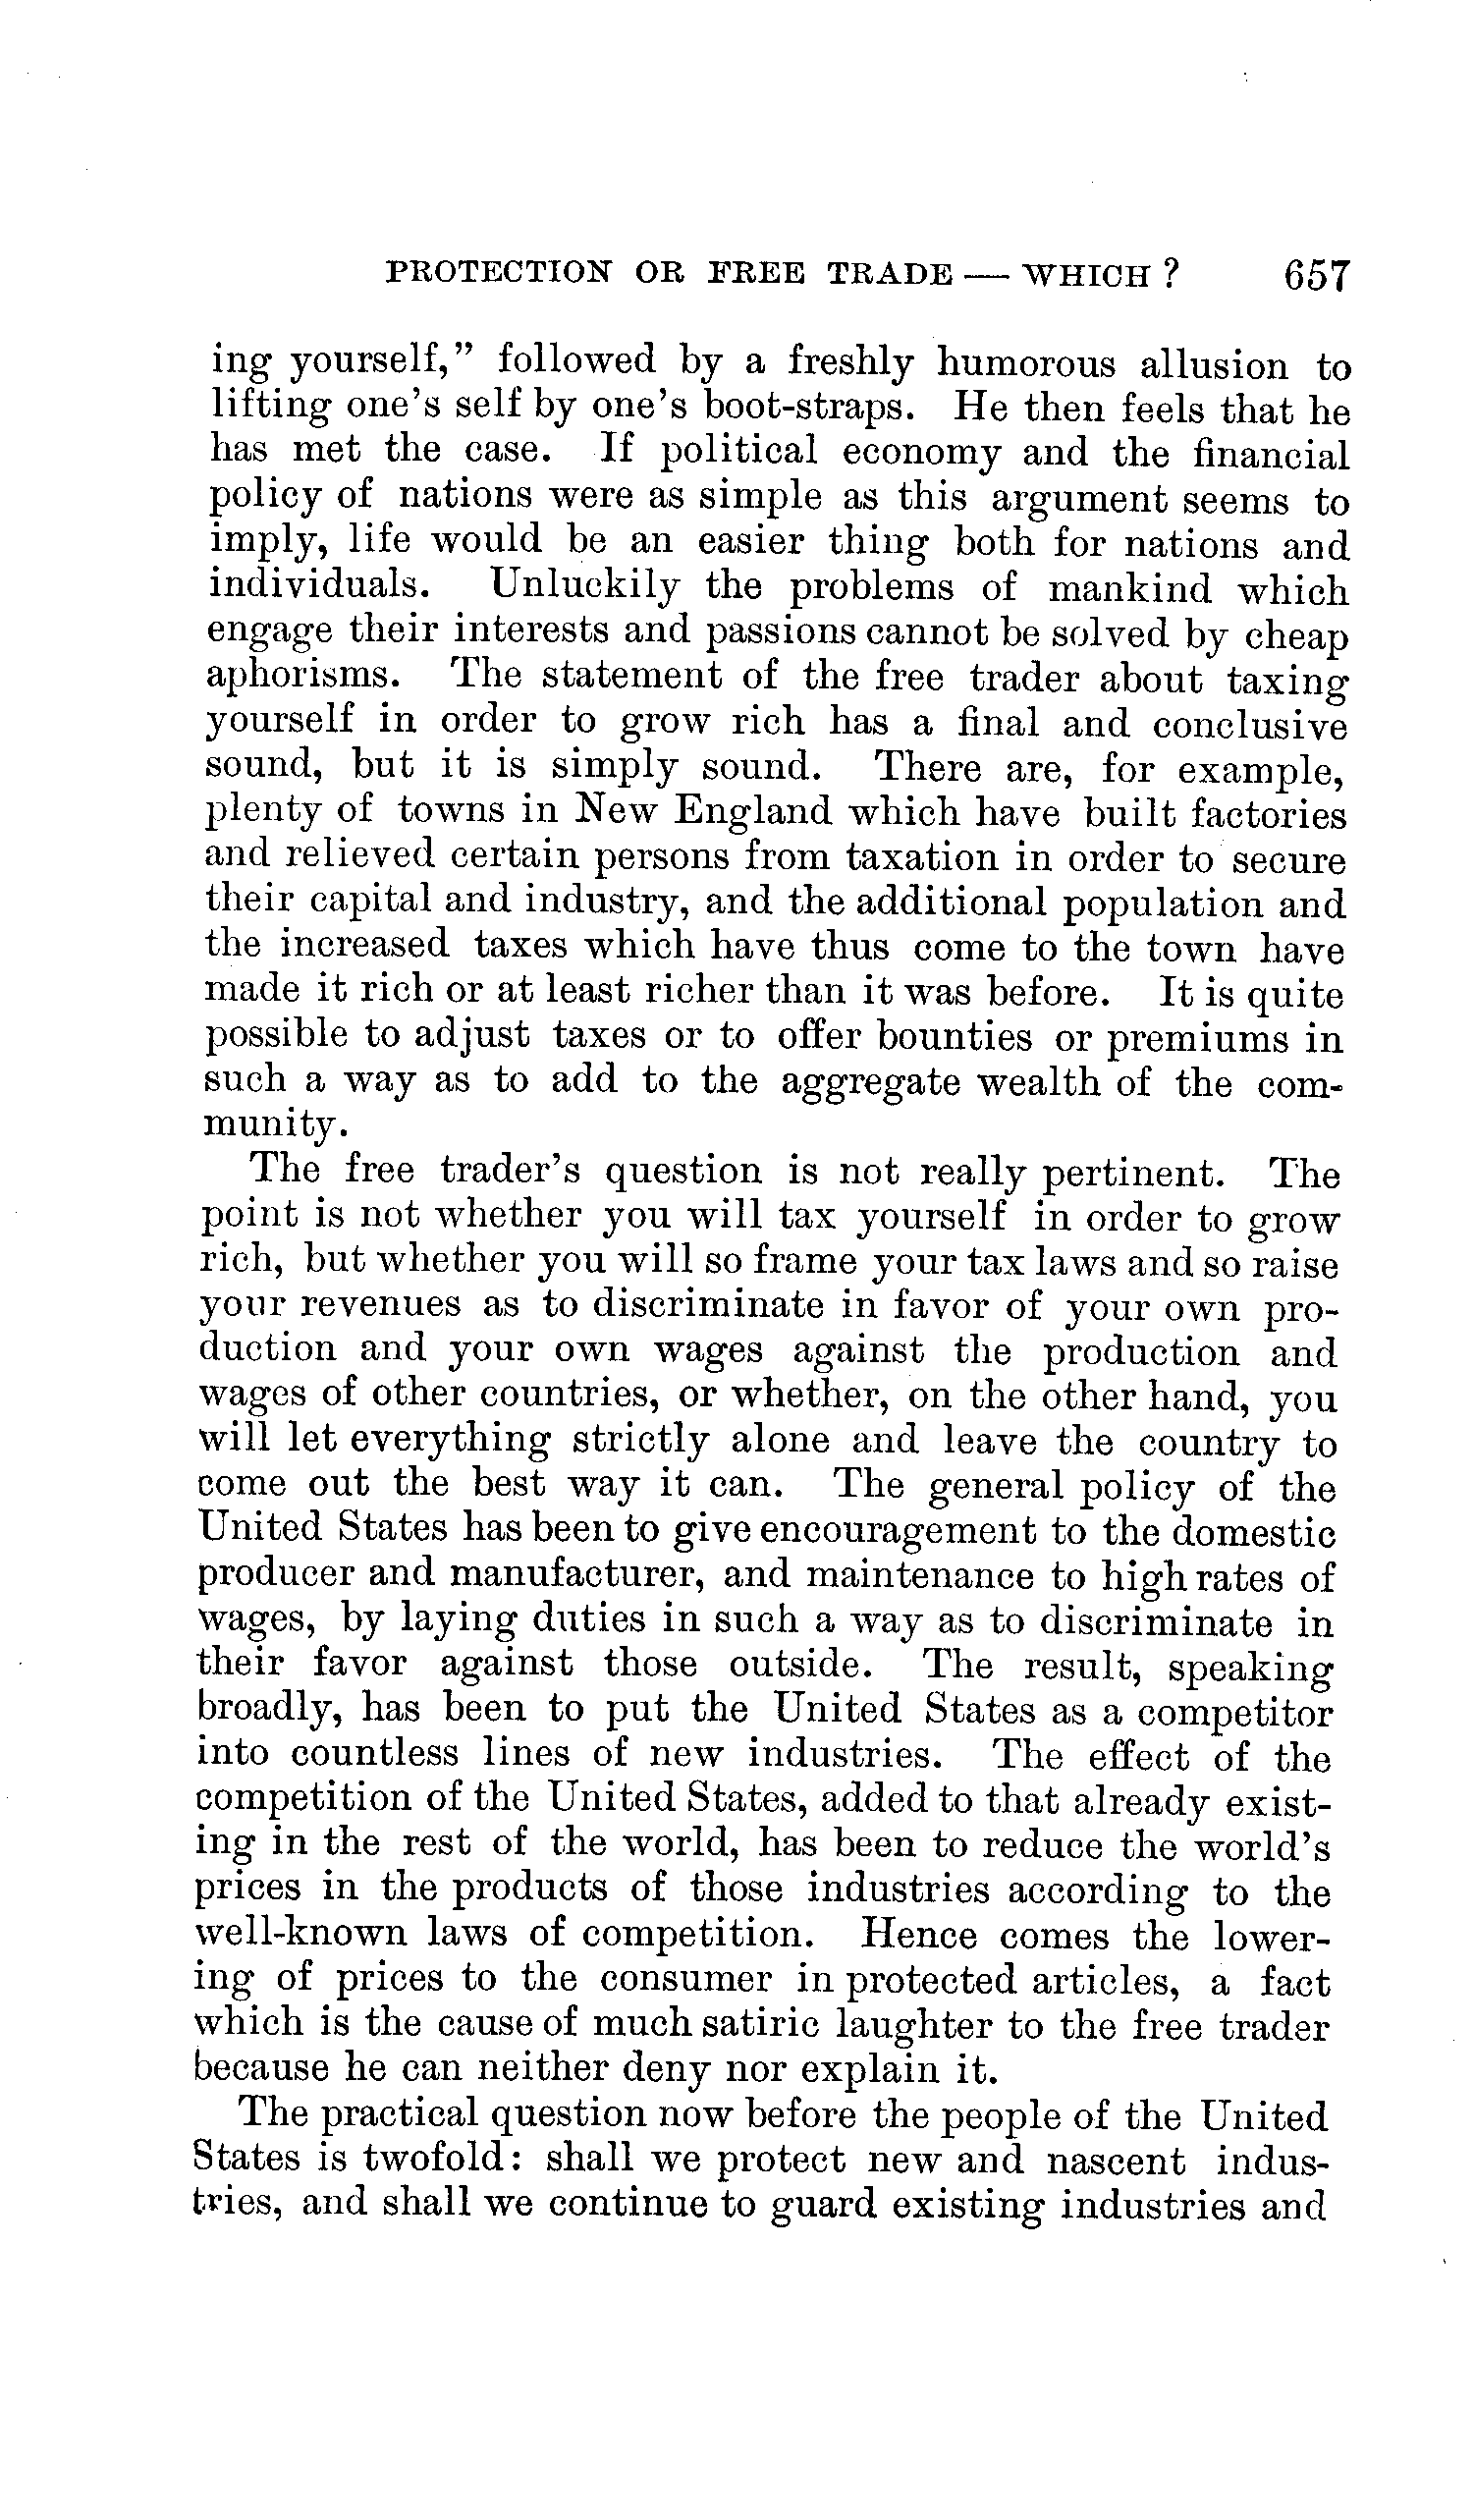 PROTECTION OR FREE TRADE — WHICH ? 657
ing yourself,” followed by a freshly humorous allusion to
lifting one’s self by one’s boot-straps. He then feels that he
has met the case. If political economy and the financial
policy of nations were as simple as this argument seems to
imply, life would be an easier thing both for nations and
individuals. Unluckily the problems of mankind which
engage their interests and passions cannot be solved by cheap
aphorisms. The statement of the free trader about taxing
yourself in order to grow rich has a final and conclusive
sound, but it is simply sound. There are, for example,
plenty of towns in New England which have built factories
and relieved certain persons from taxation in order to secure
their capital and industry, and the additional population and
the increased taxes which have thus come to the town have
made it rich or at least richer than it was before. It is quite
possible to adjust taxes or to offer bounties or premiums in
such a way as to add to the aggregate wealth of the com-
munity.
The free trader’s question is not really pertinent. The
point is not whether you will tax yourself in order to grow
rich, but whether you will so frame your tax laws and so raise
your revenues as to discriminate in favor of your own pro-
duction and your own wages against the production and
wages of other countries, or whether, on the other hand, you
will let everything strictly alone and leave the country to
come out the best way it can. The general policy of the
United States has been to give encouragement to the domestic
producer and manufacturer, and maintenance to high rates of
wages, by laying duties in such a way as to discriminate in
their favor against those outside. The result, speaking
broadly, has been to put the United States as a competitor
into countless lines of new industries. The effect of the
competition of the United States, added to that already exist-
ing in the rest of the world, has been to reduce the world’s
prices in the products of those industries according to the
well-known laws of competition. Hence comes the lower-
ing of prices to the consumer in protected articles, a fact
which is the cause of much satiric laughter to the free trader
because he can neither deny nor explain it.
The practical question now before the people of the United
States is twofold: shall we protect new and nascent indus-
tries, and shall we continue to guard existing industries and